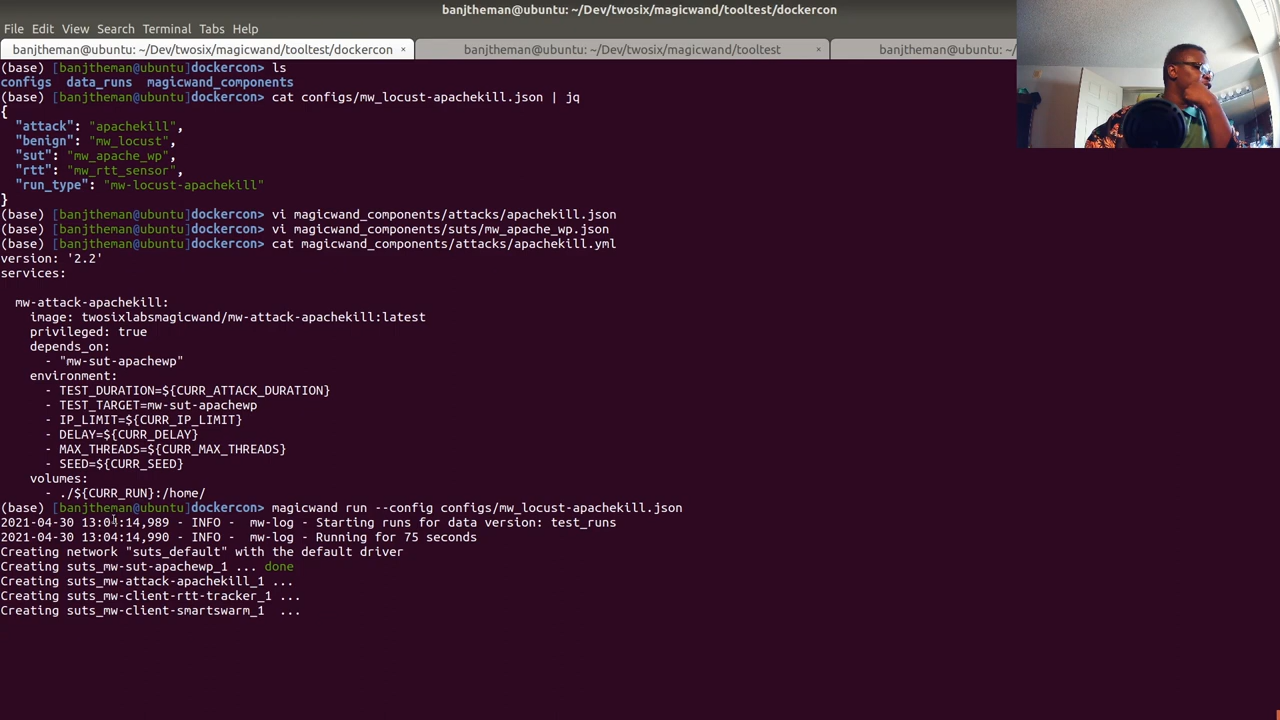 banjtheman@ubuntu: ~/Dev/twosix/magicwand/tooltest/dockercon
File Edit View Search Terminal Tabs Help
banjtheman@ubuntu: ~/Dev/twosix/magicwand/tooltest/dockercon × banjtheman@ubuntu: ~/Dev/twosix/magicwand/tooltest × banjtheman@ubuntu: ~/
(base) [banjtheman@ubuntu]dockercon> ls
configs data_runs magicwand_components
(base) [banjtheman@ubuntu]dockercon> cat configs/mw_locust-apachekill.json | jq
{
"attack": "apachekill",
"benign": "mw_locust",
"sut": "mw_apache_wp",
"rtt": "mw_rtt_sensor",
"run_type": "mw-locust-apachekill"
}
(base) [banjtheman@ubuntu]dockercon> vi magicwand_components/attacks/apachekill.json
(base) [banjtheman@ubuntu]dockercon> vi magicwand_components/suts/mw_apache_wp.json
(base) [banjtheman@ubuntu]dockercon> cat magicwand_components/attacks/apachekill.yml
version: '2.2'
services:
mw-attack-apachekill:
image: twosixlabsmagicwand/mw-attack-apachekill:latest
privileged: true
depends_on:
- "mw-sut-apachewp"
environment:
- TEST_DURATION=${CURR_ATTACK_DURATION}
- TEST_TARGET=mw-sut-apachewp
- IP_LIMIT=${CURR_IP_LIMIT}
- DELAY=${CURR_DELAY}
- MAX_THREADS=${CURR_MAX_THREADS}
- SEED=${CURR_SEED}
volumes:
- ./${CURR_RUN}:/home/
(base) [banjtheman@ubuntu]dockercon> magicwand run --config configs/mw_locust-apachekill.json
2021-04-30 13:04:14,989 - INFO - mw-log - Starting runs for data version: test_runs
2021-04-30 13:04:14,990 - INFO - mw-log - Running for 75 seconds
Creating network "suts_default" with the default driver
Creating suts_mw-sut-apachewp_1 ... done
Creating suts_mw-attack-apachekill_1 ...
Creating suts_mw-client-rtt-tracker_1 ...
Creating suts_mw-client-smartswarm_1 ...